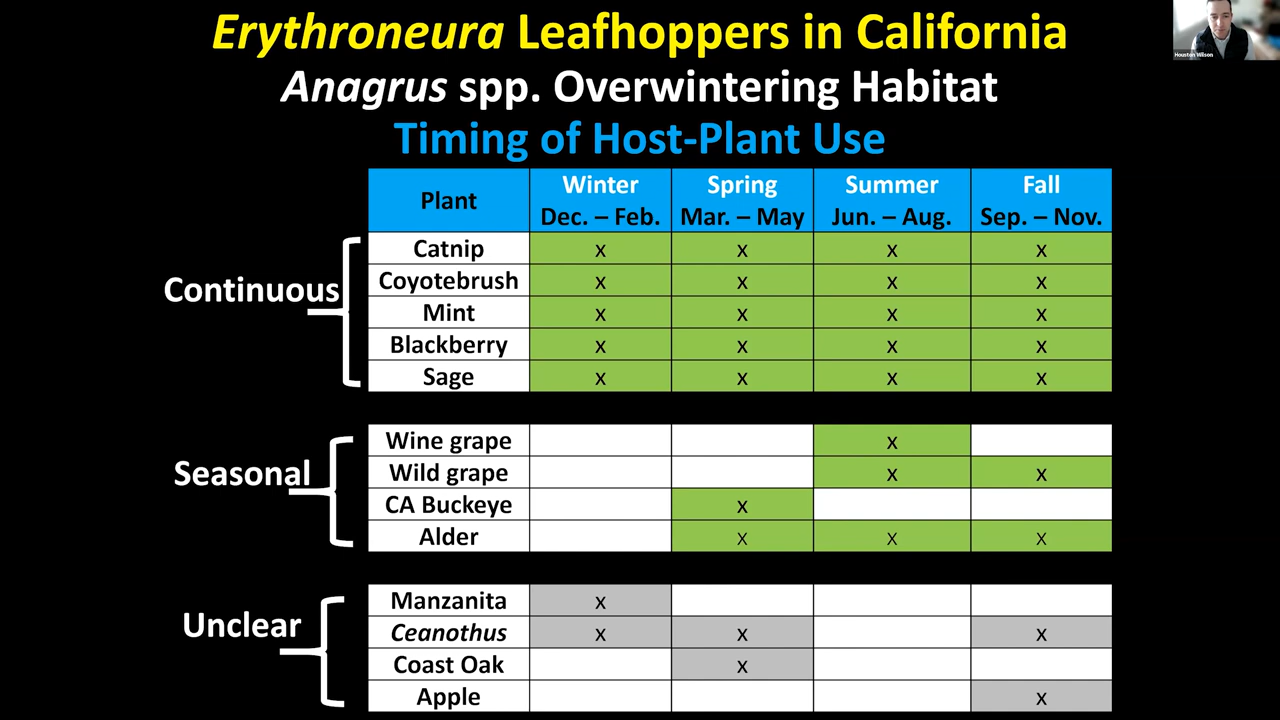 Erythroneura Leafhoppers in California
Houston Wilson
Anagrus spp. Overwintering Habitat
Timing of Host-Plant Use
Plant Winter Spring Summer Fall
Dec. – Feb. Mar. – May Jun. – Aug. Sep. – Nov.
Continuous
Catnip x x x x
Coyotebrush x x x x
Mint x x x x
Blackberry x x x x
Sage x x x x
Seasonal
Wine grape x
Wild grape x x
CA Buckeye x
Alder x x x
Unclear
Manzanita x
Ceanothus x x x
Coast Oak x
Apple x